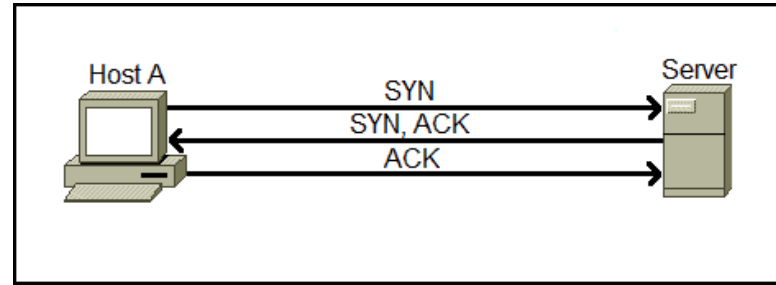 Host A
Server
SYN
SYN, ACK
ACK